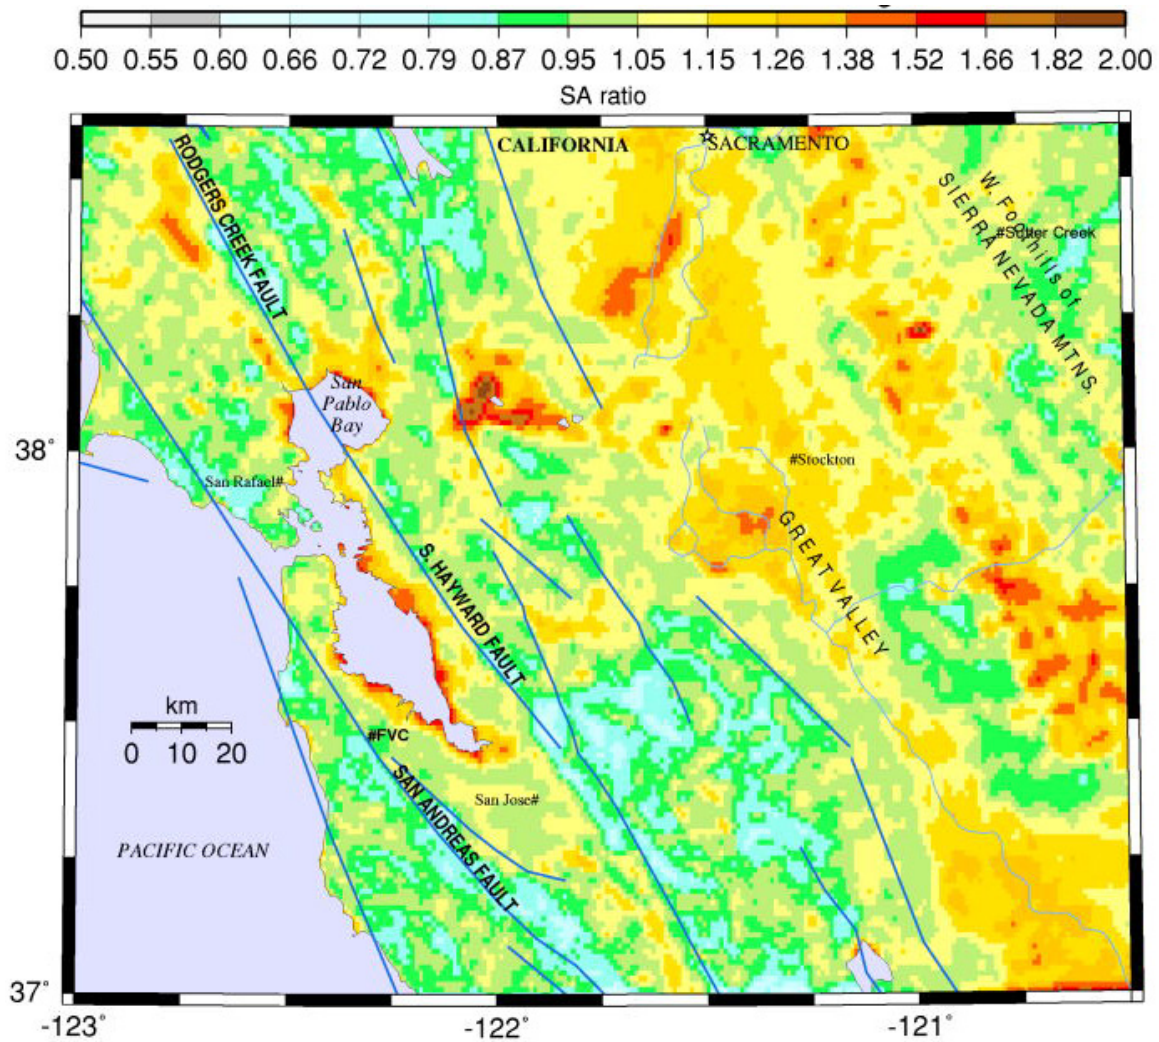 0.50 0.55 0.60 0.66 0.72 0.79 0.87 0.95 1.05 1.15 1.26 1.38 1.52 1.66 1.82 2.00
SA ratio
CALIFORNIA
SACRAMENTO
RODGERS CREEK FAULT
W. Foothills of
SIERRA NEVADA MTNS.
#Sutter Creek
San
Pablo
Bay
38°
#Stockton
San Rafael#
GREAT VALLEY
S. HAYWARD FAULT
km
0 10 20
#FVC
SAN ANDREAS FAULT
San Jose#
PACIFIC OCEAN
37°
-123° -122° -121°